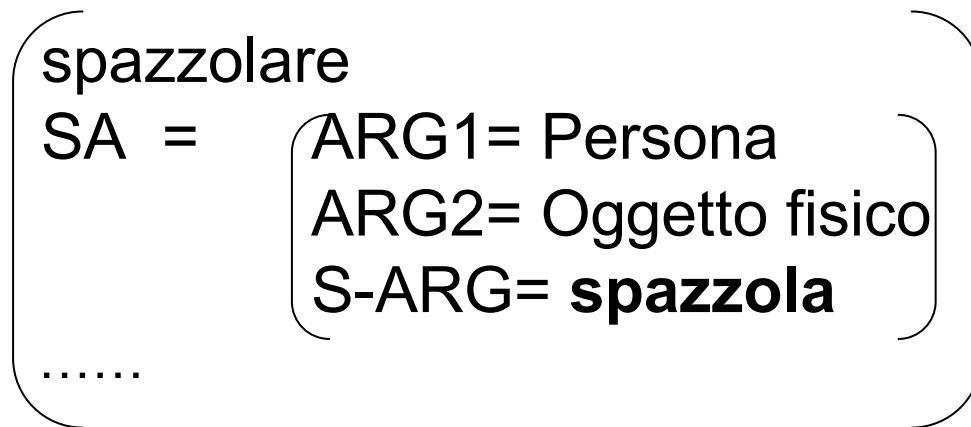 spazzolare
SA = ARG1= Persona
ARG2= Oggetto fisico
S-ARG= spazzola
......